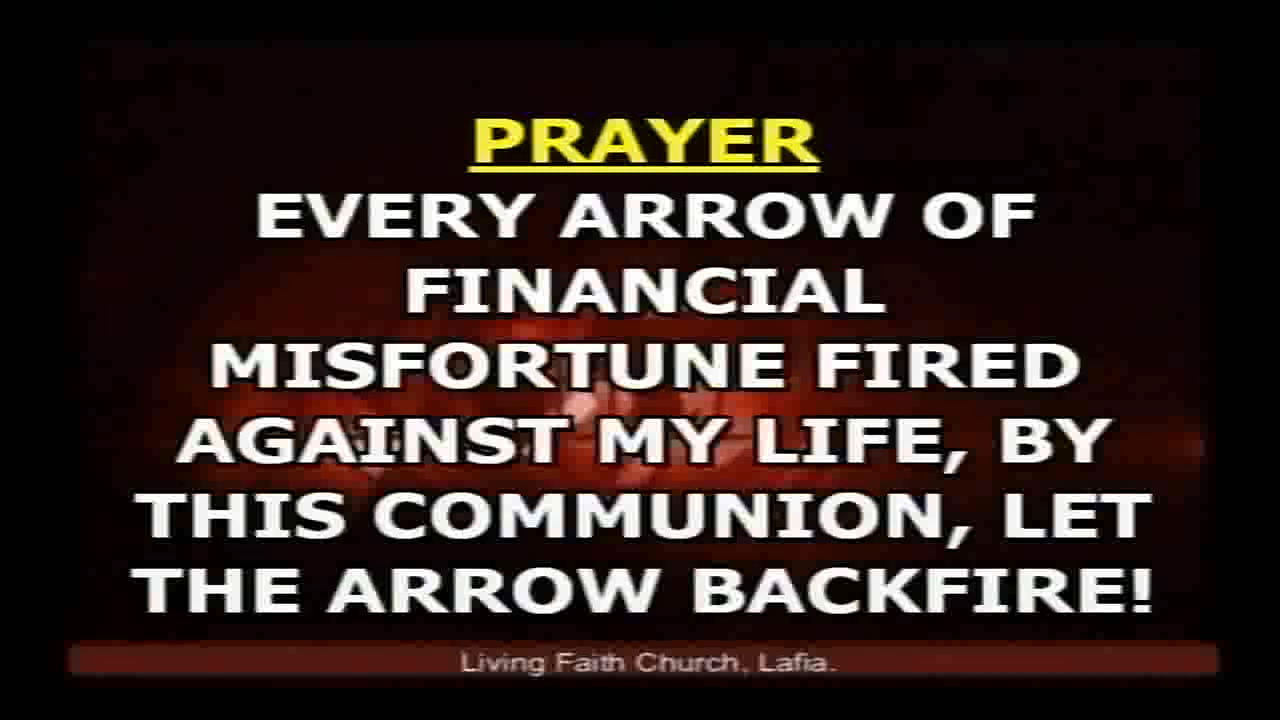 PRAYER
EVERY ARROW OF
FINANCIAL
MISFORTUNE FIRED
AGAINST MY LIFE, BY
THIS COMMUNION, LET
THE ARROW BACKFIRE!
Living Faith Church, Lafia.